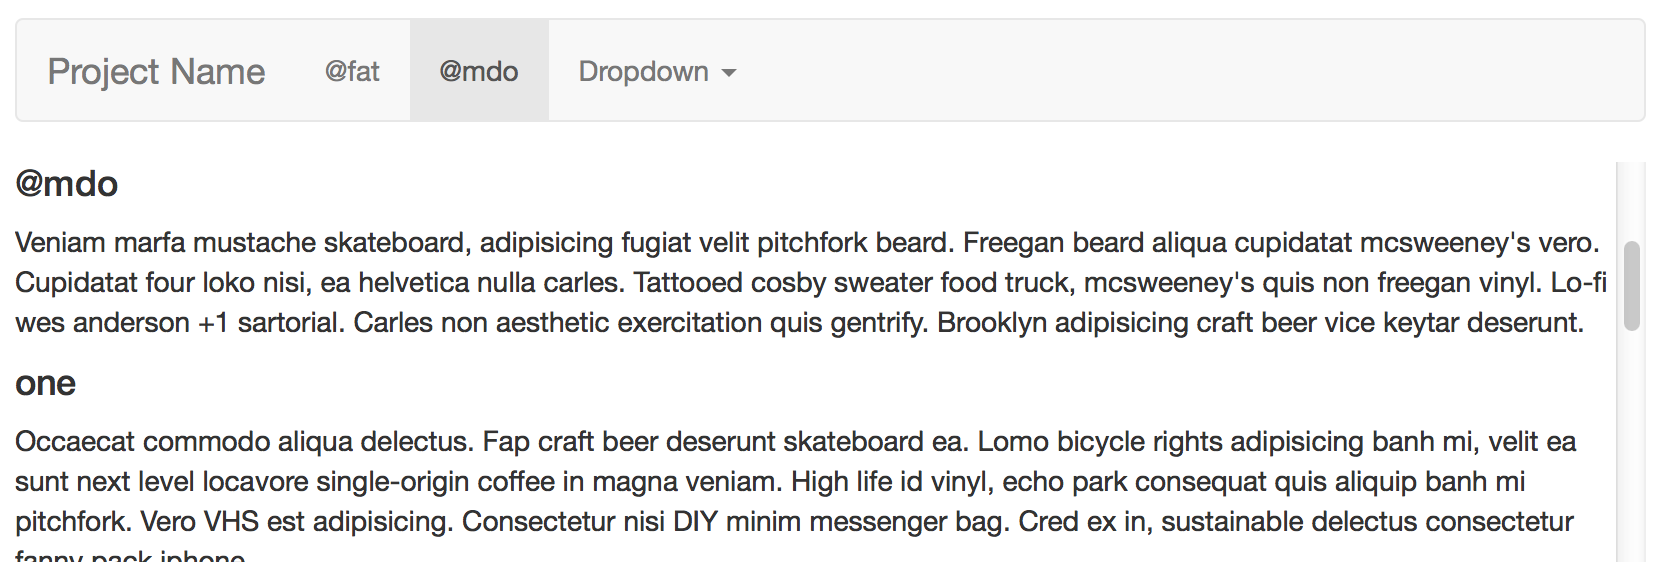 Project Name @fat @mdo Dropdown
@mdo
Veniam marfa mustache skateboard, adipisicing fugiat velit pitchfork beard. Freegan beard aliqua cupidatat mcsweeney's vero.
Cupidatat four loko nisi, ea helvetica nulla carles. Tattooed cosby sweater food truck, mcsweeney's quis non freegan vinyl. Lo-fi
wes anderson +1 sartorial. Carles non aesthetic exercitation quis gentrify. Brooklyn adipisicing craft beer vice keytar deserunt.
one
Occaecat commodo aliqua delectus. Fap craft beer deserunt skateboard ea. Lomo bicycle rights adipisicing banh mi, velit ea
sunt next level locavore single-origin coffee in magna veniam. High life id vinyl, echo park consequat quis aliquip banh mi
pitchfork. Vero VHS est adipisicing. Consectetur nisi DIY minim messenger bag. Cred ex in, sustainable delectus consectetur
fanny pack iphone.